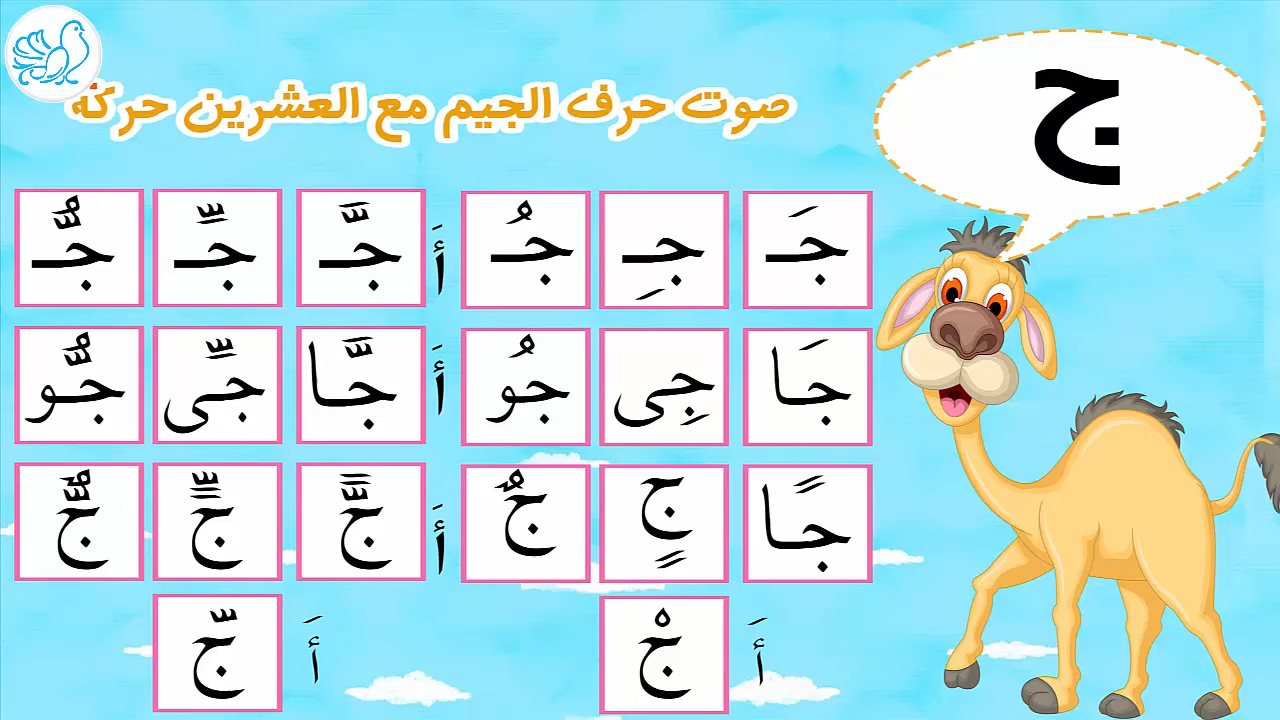 ج
صوت حرف الجيم مع العشرين حركة
جَـ جِـ جُـ أَ جَّـ جِّـ جُّـ
جَا جِى جُو أَ جَّا جِّى جُّو
جًا جٍ جٌ أَ جًّ جٍّ جٌّ
أَ جْ أَ جّ